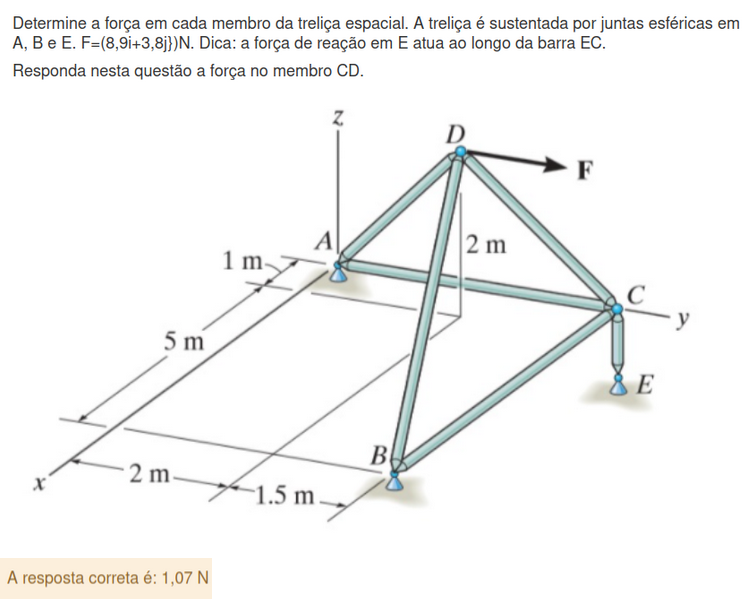 Determine a força em cada membro da treliça espacial. A treliça é sustentada por juntas esféricas em
A, B e E. F=(8,9i+3,8j})N. Dica: a força de reação em E atua ao longo da barra EC.
Responda nesta questão a força no membro CD.
z
D
F
A
2 m
1 m
C
y
5 m
E
B
x
2 m
1.5 m
A resposta correta é: 1,07 N